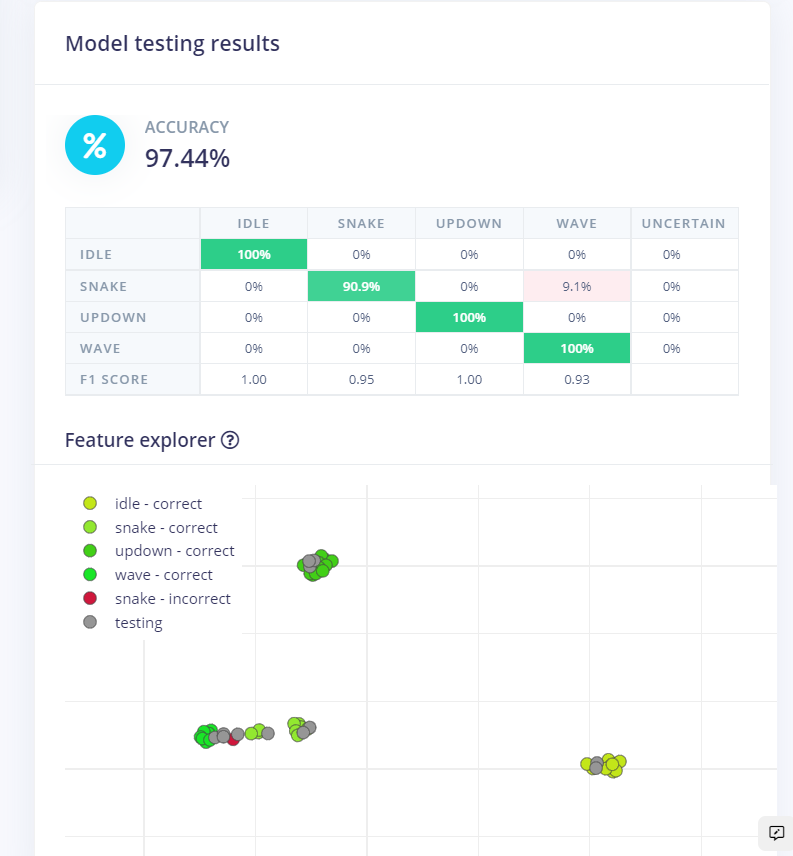 Model testing results
%
ACCURACY
97.44%
IDLE SNAKE UPDOWN WAVE UNCERTAIN
IDLE 100% 0% 0% 0% 0%
SNAKE 0% 90.9% 0% 9.1% 0%
UPDOWN 0% 0% 100% 0% 0%
WAVE 0% 0% 0% 100% 0%
F1 SCORE 1.00 0.95 1.00 0.93
Feature explorer ?
idle - correct
snake - correct
updown - correct
wave - correct
snake - incorrect
testing